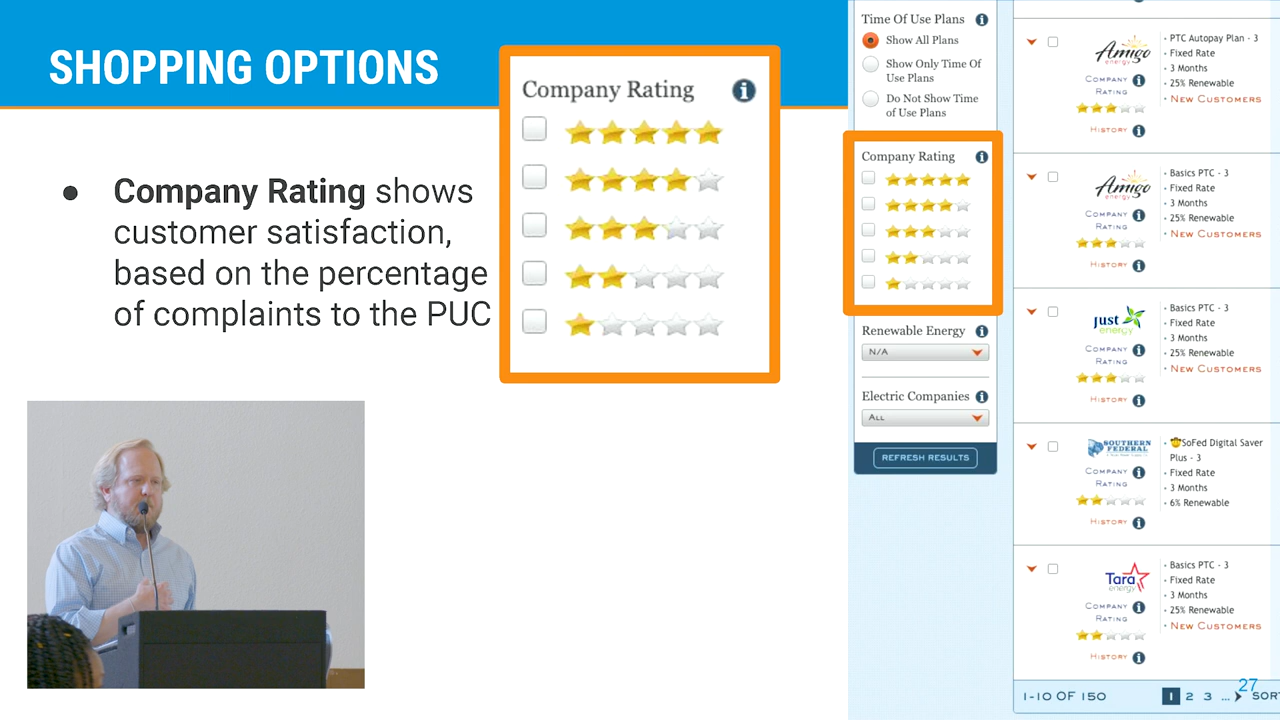 SHOPPING OPTIONS
● Company Rating shows
customer satisfaction,
based on the percentage
of complaints to the PUC
Company Rating
Time Of Use Plans
Show All Plans
Show Only Time Of
Use Plans
Do Not Show Time
of Use Plans
Company Rating
Renewable Energy
N/A
Electric Companies
ALL
REFRESH RESULTS
Amigo
energy
COMPANY
RATING
HISTORY
• PTC Autopay Plan - 3
• Fixed Rate
• 3 Months
• 25% Renewable
• NEW CUSTOMERS
Amigo
energy
COMPANY
RATING
HISTORY
• Basics PTC - 3
• Fixed Rate
• 3 Months
• 25% Renewable
• NEW CUSTOMERS
just
energy
COMPANY
RATING
HISTORY
• Basics PTC - 3
• Fixed Rate
• 3 Months
• 25% Renewable
• NEW CUSTOMERS
SOUTHERN
FEDERAL
COMPANY
RATING
HISTORY
• 🤠SoFed Digital Saver
Plus - 3
• Fixed Rate
• 3 Months
• 6% Renewable
Tara
energy
COMPANY
RATING
HISTORY
• Basics PTC - 3
• Fixed Rate
• 3 Months
• 25% Renewable
• NEW CUSTOMERS
1-10 OF 150
1 2 3 ...
SOR
27